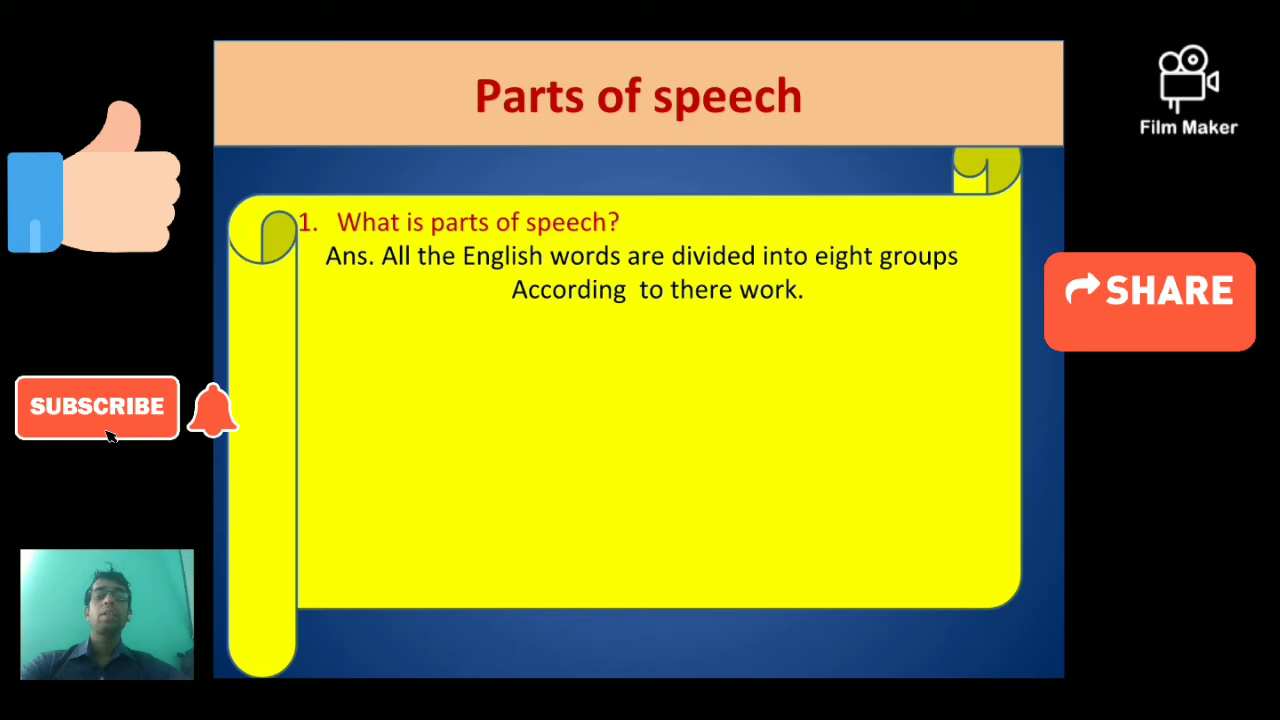 Parts of speech
Film Maker
1. What is parts of speech?
Ans. All the English words are divided into eight groups
According to there work.
SHARE
SUBSCRIBE